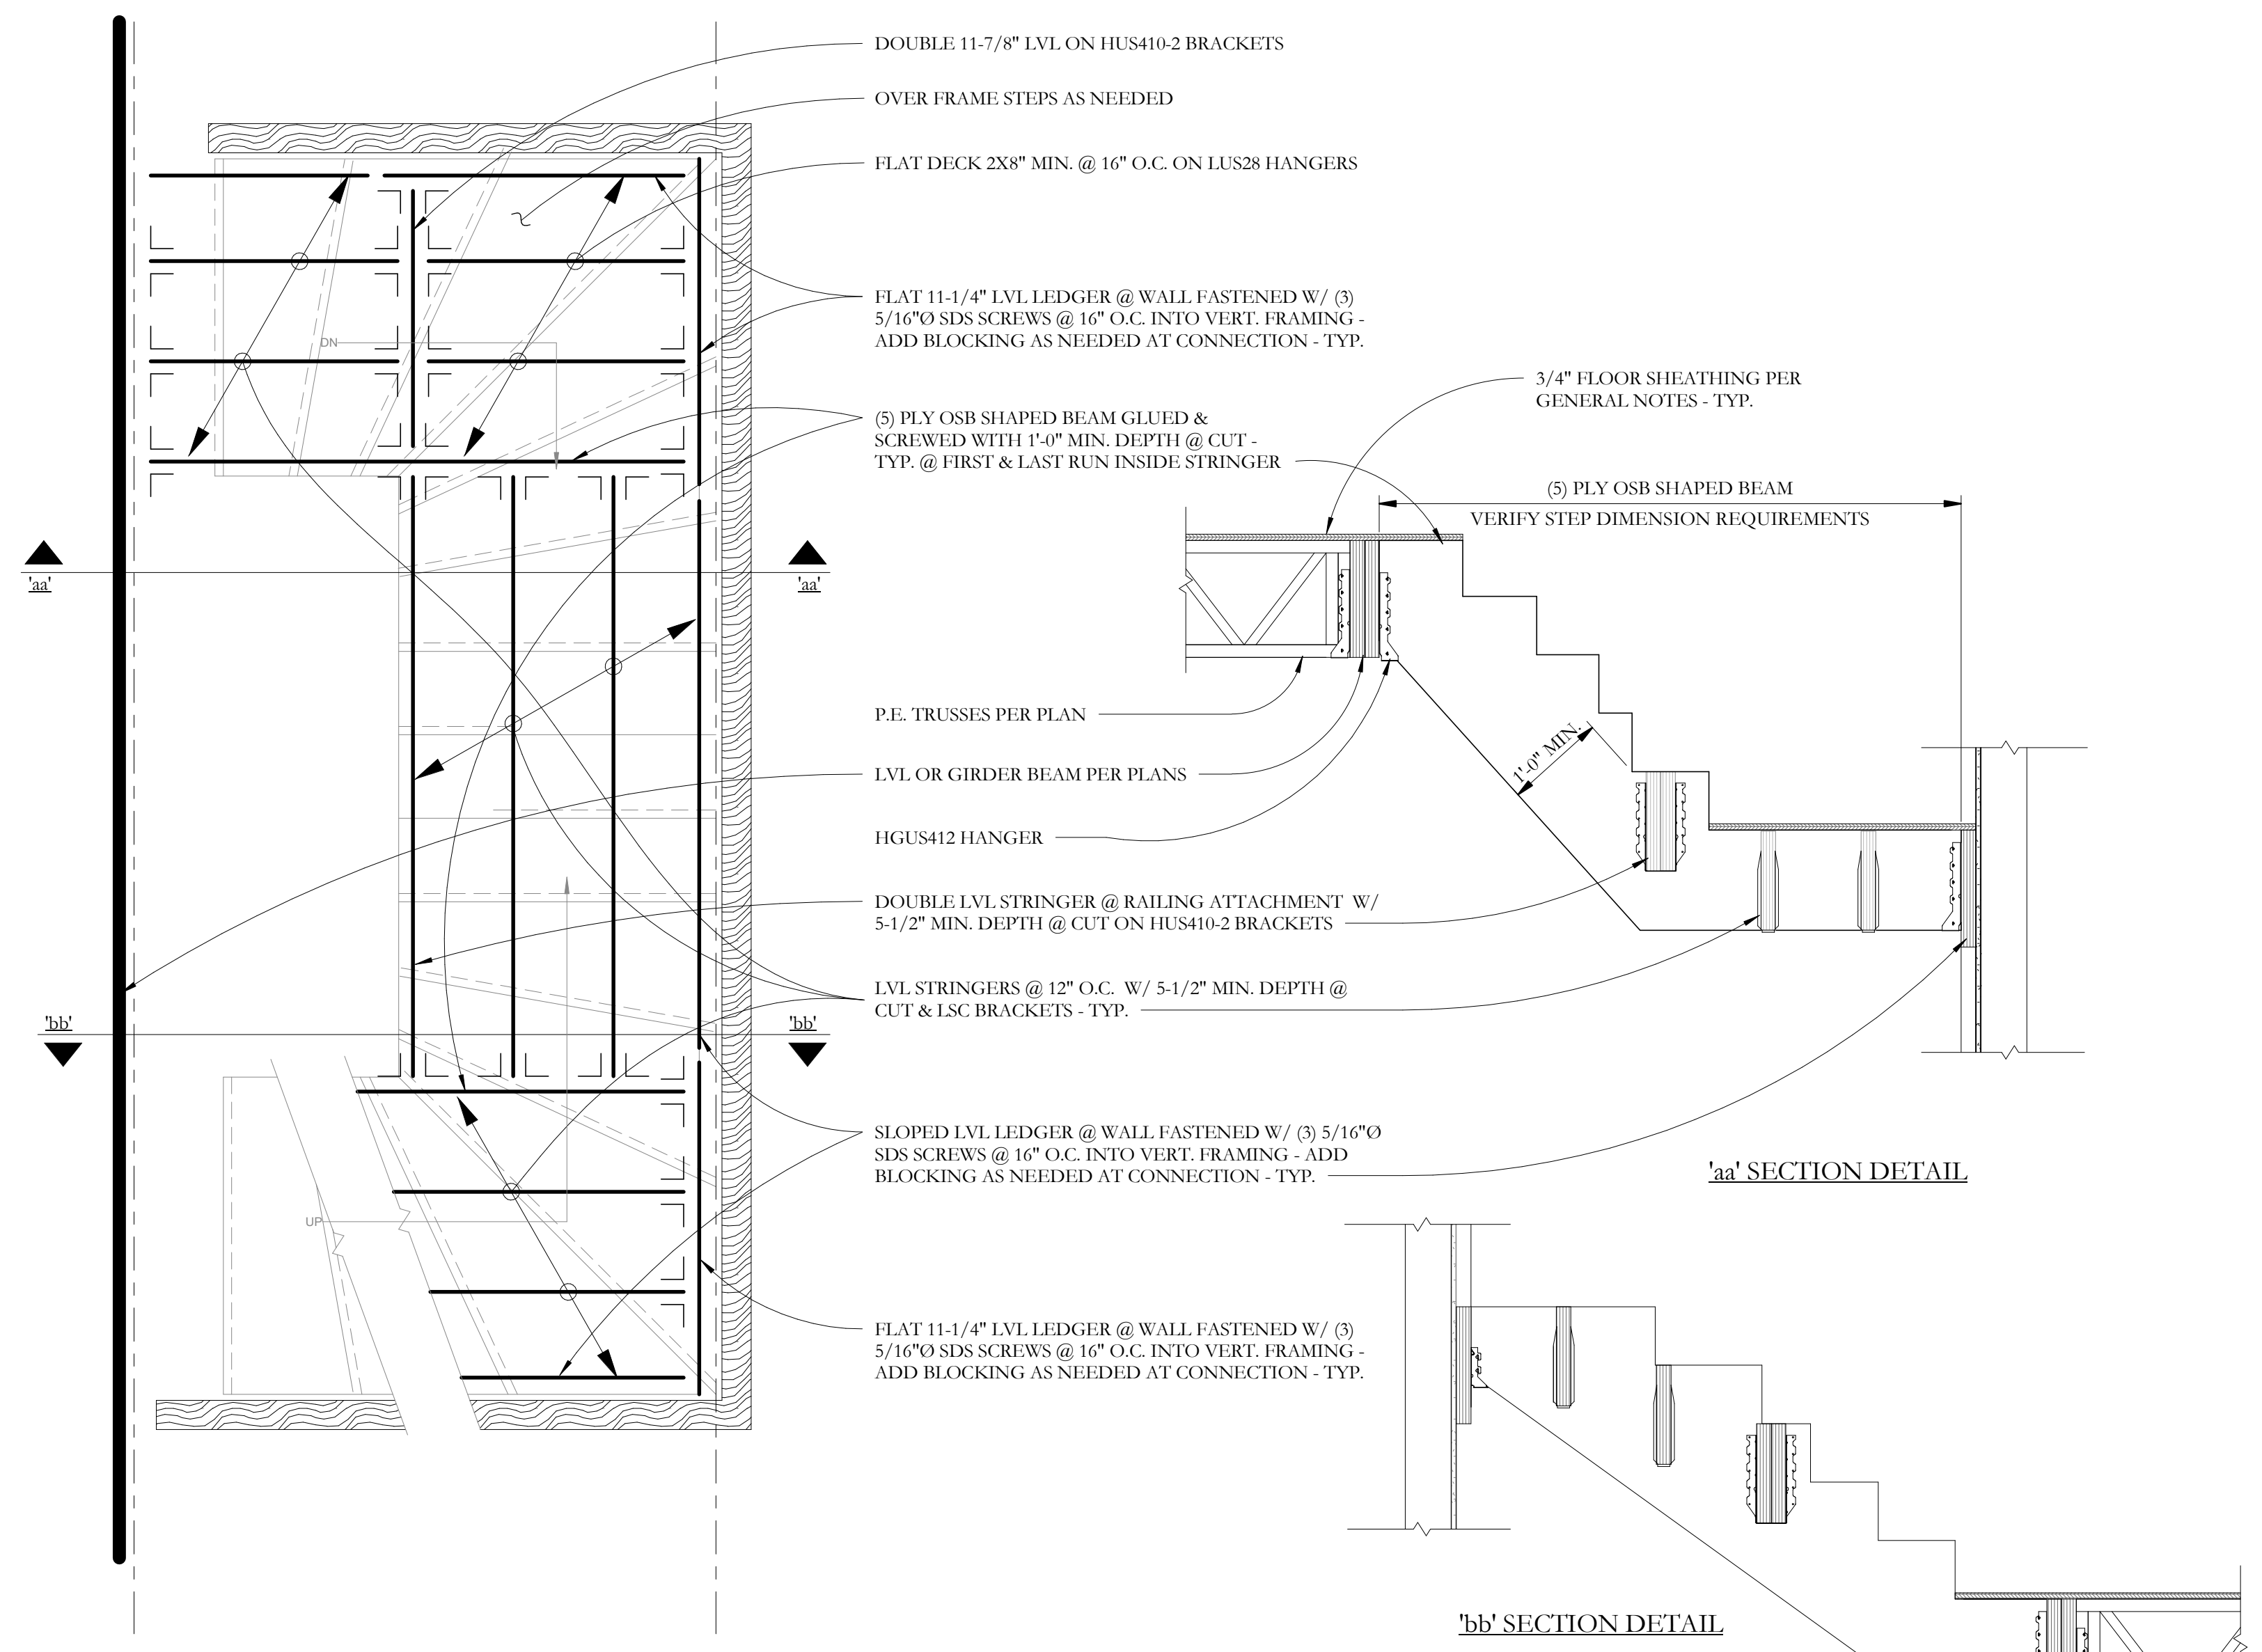 DOUBLE 11-7/8" LVL ON HUS410-2 BRACKETS
OVER FRAME STEPS AS NEEDED
FLAT DECK 2X8" MIN. @ 16" O.C. ON LUS28 HANGERS
FLAT 11-1/4" LVL LEDGER @ WALL FASTENED W/ (3)
5/16"Ø SDS SCREWS @ 16" O.C. INTO VERT. FRAMING -
ADD BLOCKING AS NEEDED AT CONNECTION - TYP.
DN
3/4" FLOOR SHEATHING PER
GENERAL NOTES - TYP.
(5) PLY OSB SHAPED BEAM GLUED &
SCREWED WITH 1'-0" MIN. DEPTH @ CUT -
TYP. @ FIRST & LAST RUN INSIDE STRINGER
(5) PLY OSB SHAPED BEAM
VERIFY STEP DIMENSION REQUIREMENTS
'aa'
'aa'
P.E. TRUSSES PER PLAN
1'-0" MIN.
LVL OR GIRDER BEAM PER PLANS
HGUS412 HANGER
DOUBLE LVL STRINGER @ RAILING ATTACHMENT W/
5-1/2" MIN. DEPTH @ CUT ON HUS410-2 BRACKETS
LVL STRINGERS @ 12" O.C. W/ 5-1/2" MIN. DEPTH @
CUT & LSC BRACKETS - TYP.
'bb'
'bb'
SLOPED LVL LEDGER @ WALL FASTENED W/ (3) 5/16"Ø
SDS SCREWS @ 16" O.C. INTO VERT. FRAMING - ADD
BLOCKING AS NEEDED AT CONNECTION - TYP.
'aa' SECTION DETAIL
UP
FLAT 11-1/4" LVL LEDGER @ WALL FASTENED W/ (3)
5/16"Ø SDS SCREWS @ 16" O.C. INTO VERT. FRAMING -
ADD BLOCKING AS NEEDED AT CONNECTION - TYP.
'bb' SECTION DETAIL